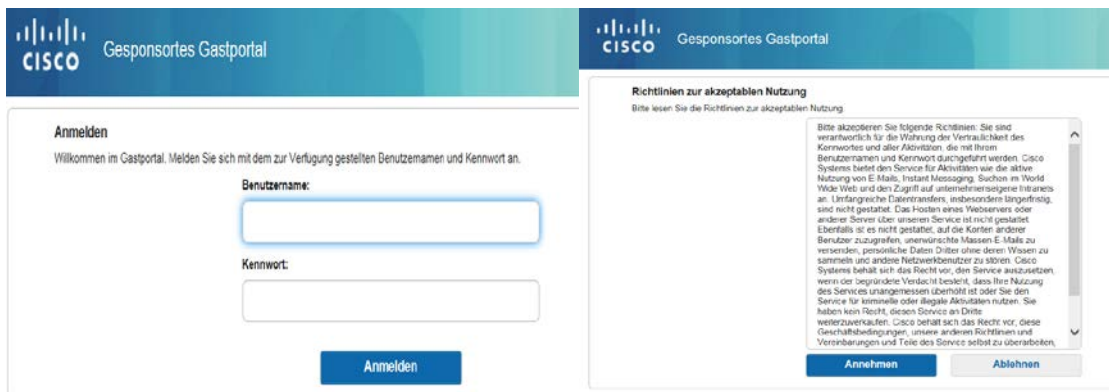 CISCO
Gesponsortes Gastportal
Anmelden
Willkommen im Gastportal. Melden Sie sich mit dem zur Verfügung gestellten Benutzernamen und Kennwort an.
Benutzername:
Kennwort:
Anmelden
CISCO
Gesponsortes Gastportal
Richtlinien zur akzeptablen Nutzung
Bitte lesen Sie die Richtlinien zur akzeptablen Nutzung.
Bitte akzeptieren Sie folgende Richtlinien: Sie sind
verantwortlich für die Wahrung der Vertraulichkeit des
Kennwortes und aller Aktivitäten, die mit Ihrem
Benutzernamen und Kennwort durchgeführt werden. Cisco
Systems bietet den Service für Aktivitäten wie die aktive
Nutzung von E-Mails, Instant Messaging, Suchen im World
Wide Web und den Zugriff auf unternehmenseigene Intranets
an. Umfangreiche Datentransfers, insbesondere längerfristig,
sind nicht gestattet. Das Hosten eines Webservers oder
anderer Server über unseren Service ist nicht gestattet
Ebenfalls ist es nicht gestattet, auf die Konten anderer
Benutzer zuzugreifen, unerwünschte Massen-E-Mails zu
versenden, persönliche Daten Dritter ohne deren Wissen zu
sammeln und andere Netzwerkbenutzer zu stören. Cisco
Systems behält sich das Recht vor, den Service auszusetzen,
wenn der begründete Verdacht besteht, dass Ihre Nutzung
des Services unangemessen überhöht ist oder Sie den
Service für kriminelle oder illegale Aktivitäten nutzen. Sie
haben kein Recht, diesen Service an Dritte
weiterzuverkaufen. Cisco behält sich das Recht vor, diese
Geschäftsbedingungen, unsere anderen Richtlinien und
Vereinbarungen und Teile des Service selbst zu überarbeiten,
Annehmen
Ablehnen